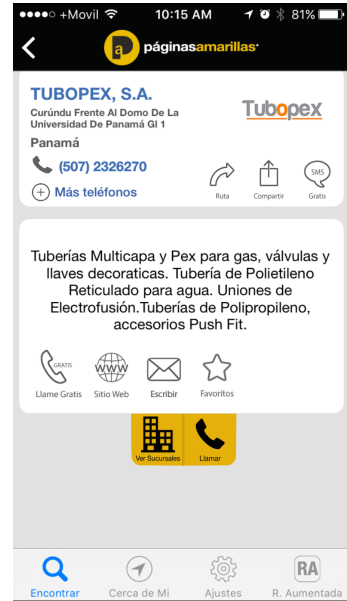 +Movil 10:15 AM 81%
a páginasamarillas
TUBOPEX, S.A.
Curúndu Frente Al Domo De La
Universidad De Panamá Gl 1
Panamá
Tubopex
(507) 2326270
Más teléfonos
SMS
Ruta Compartir Gratis
Tuberías Multicapa y Pex para gas, válvulas y
llaves decoraticas. Tubería de Polietileno
Reticulado para agua. Uniones de
Electrofusión.Tuberías de Polipropileno,
accesorios Push Fit.
GRATIS WWW
Llame Gratis Sitio Web Escribir Favoritos
Ver Sucursales Llamar
RA
Encontrar Cerca de Mí Ajustes R. Aumentada